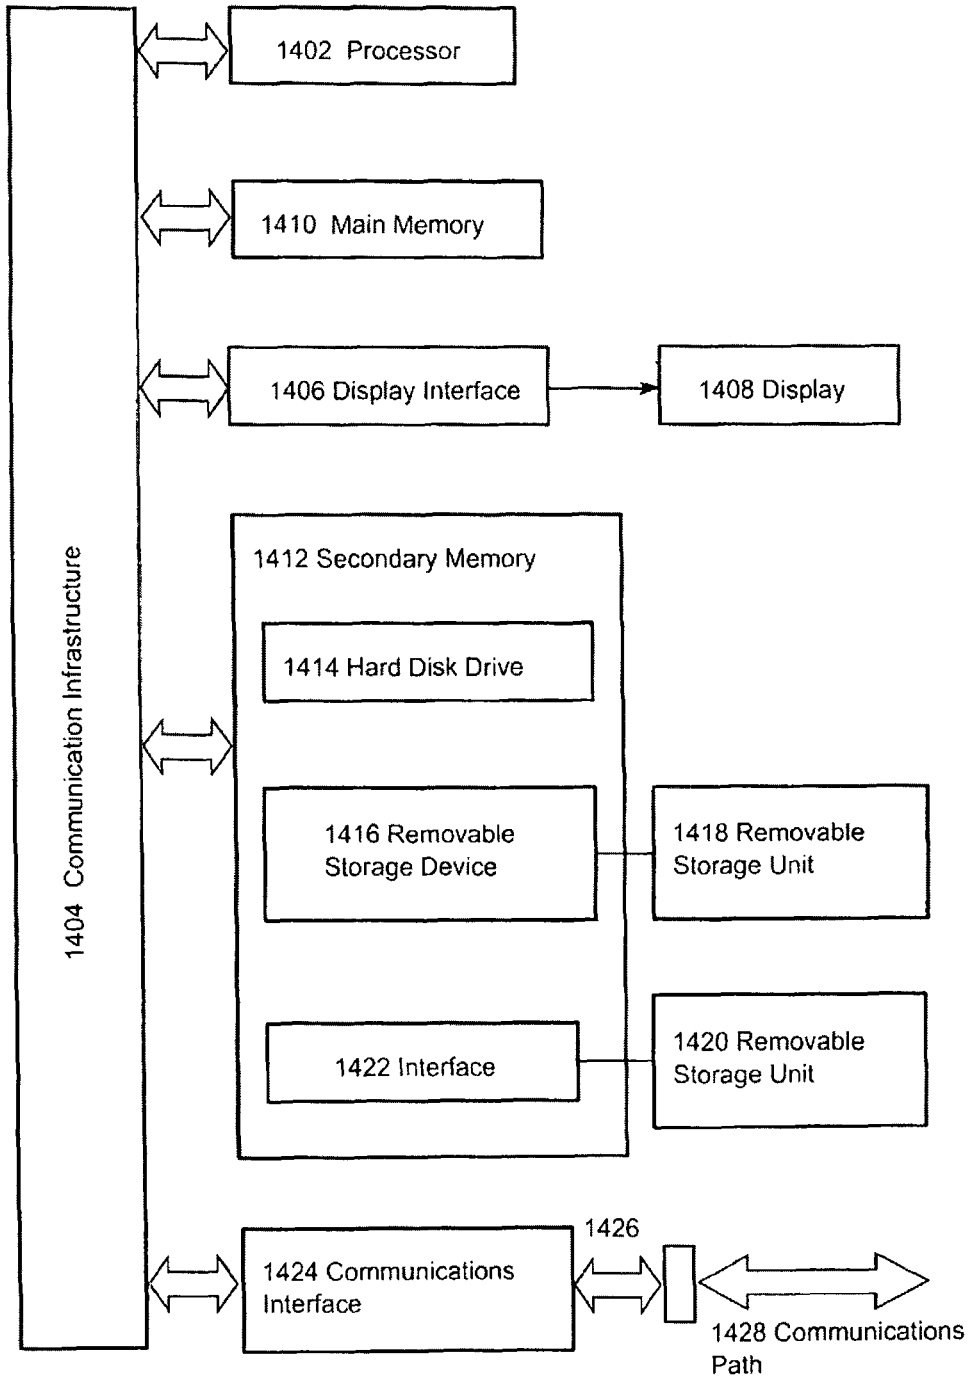 1402 Processor
1410 Main Memory
1406 Display Interface
1408 Display
1404 Communication Infrastructure
1412 Secondary Memory
1414 Hard Disk Drive
1416 Removable
Storage Device
1418 Removable
Storage Unit
1422 Interface
1420 Removable
Storage Unit
1424 Communications
Interface
1426
1428 Communications
Path